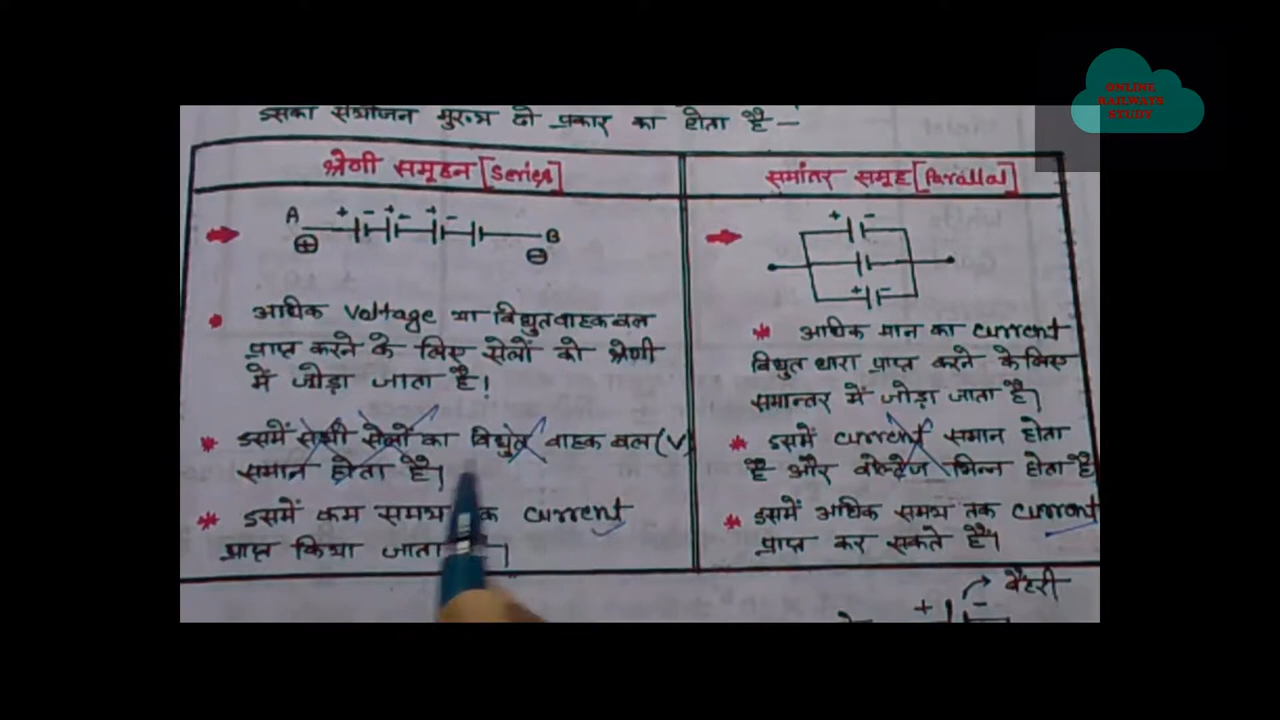 इसका संयोजन मुख्य दो प्रकार का होता है -
श्रेणी समूहन [Series]
A + - + - + - B
⊕ ⊖
अधिक Voltage या विद्युत वाहक बल
प्राप्त करने के लिए सेलों को श्रेणी
में जोड़ा जाता है!
* इसमें सभी सेलों का विद्युत वाहक बल (V)
समान होता है।
* इसमें कम समय current
प्राप्त किया जाता
समांतर समूह [Parallal]
+ -
+ -
* अधिक मान का current
विद्युत धारा प्राप्त करने के लिए
समान्तर में जोड़ा जाता है।
* इसमें current समान होता
है और वोल्टेज भिन्न होता है
* इसमें अधिक समय तक current
प्राप्त कर सकते हैं।
बैटरी
+ -
ONLINE
RAILWAYS
STUDY